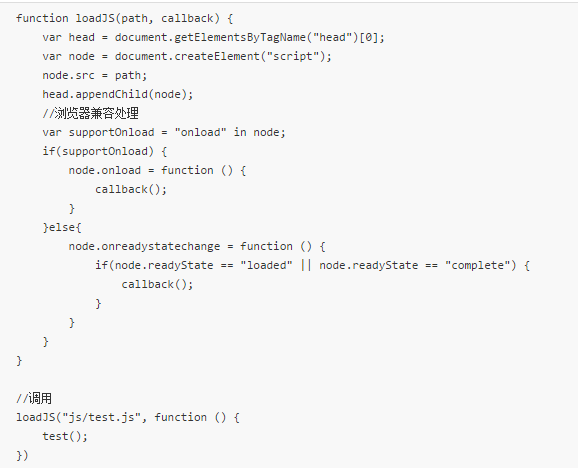 function loadJS(path, callback) {
    var head = document.getElementsByTagName("head")[0];
    var node = document.createElement("script");
    node.src = path;
    head.appendChild(node);
    //浏览器兼容处理
    var supportOnload = "onload" in node;
    if(supportOnload) {
        node.onload = function () {
            callback();
        }
    }else{
        node.onreadystatechange = function () {
            if(node.readyState == "loaded" || node.readyState == "complete") {
                callback();
            }
        }
    }
}

//调用
loadJS("js/test.js", function () {
    test();
})